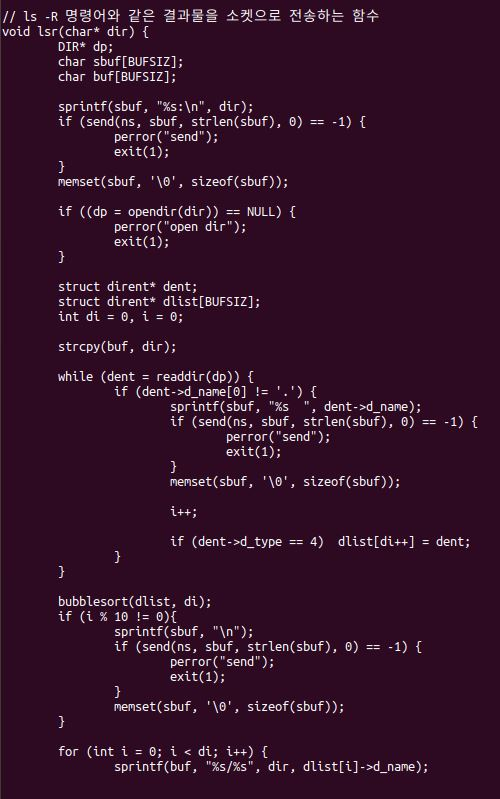 // ls -R 명령어와 같은 결과물을 소켓으로 전송하는 함수
void lsr(char* dir) {
        DIR* dp;
        char sbuf[BUFSIZ];
        char buf[BUFSIZ];

        sprintf(sbuf, "%s:\n", dir);
        if (send(ns, sbuf, strlen(sbuf), 0) == -1) {
                perror("send");
                exit(1);
        }
        memset(sbuf, '\0', sizeof(sbuf));

        if ((dp = opendir(dir)) == NULL) {
                perror("open dir");
                exit(1);
        }

        struct dirent* dent;
        struct dirent* dlist[BUFSIZ];
        int di = 0, i = 0;

        strcpy(buf, dir);

        while (dent = readdir(dp)) {
                if (dent->d_name[0] != '.') {
                        sprintf(sbuf, "%s  ", dent->d_name);
                        if (send(ns, sbuf, strlen(sbuf), 0) == -1) {
                                perror("send");
                                exit(1);
                        }
                        memset(sbuf, '\0', sizeof(sbuf));

                        i++;

                        if (dent->d_type == 4)  dlist[di++] = dent;
                }
        }

        bubblesort(dlist, di);
        if (i % 10 != 0){
                sprintf(sbuf, "\n");
                if (send(ns, sbuf, strlen(sbuf), 0) == -1) {
                        perror("send");
                        exit(1);
                }
                memset(sbuf, '\0', sizeof(sbuf));
        }

        for (int i = 0; i < di; i++) {
                sprintf(buf, "%s/%s", dir, dlist[i]->d_name);